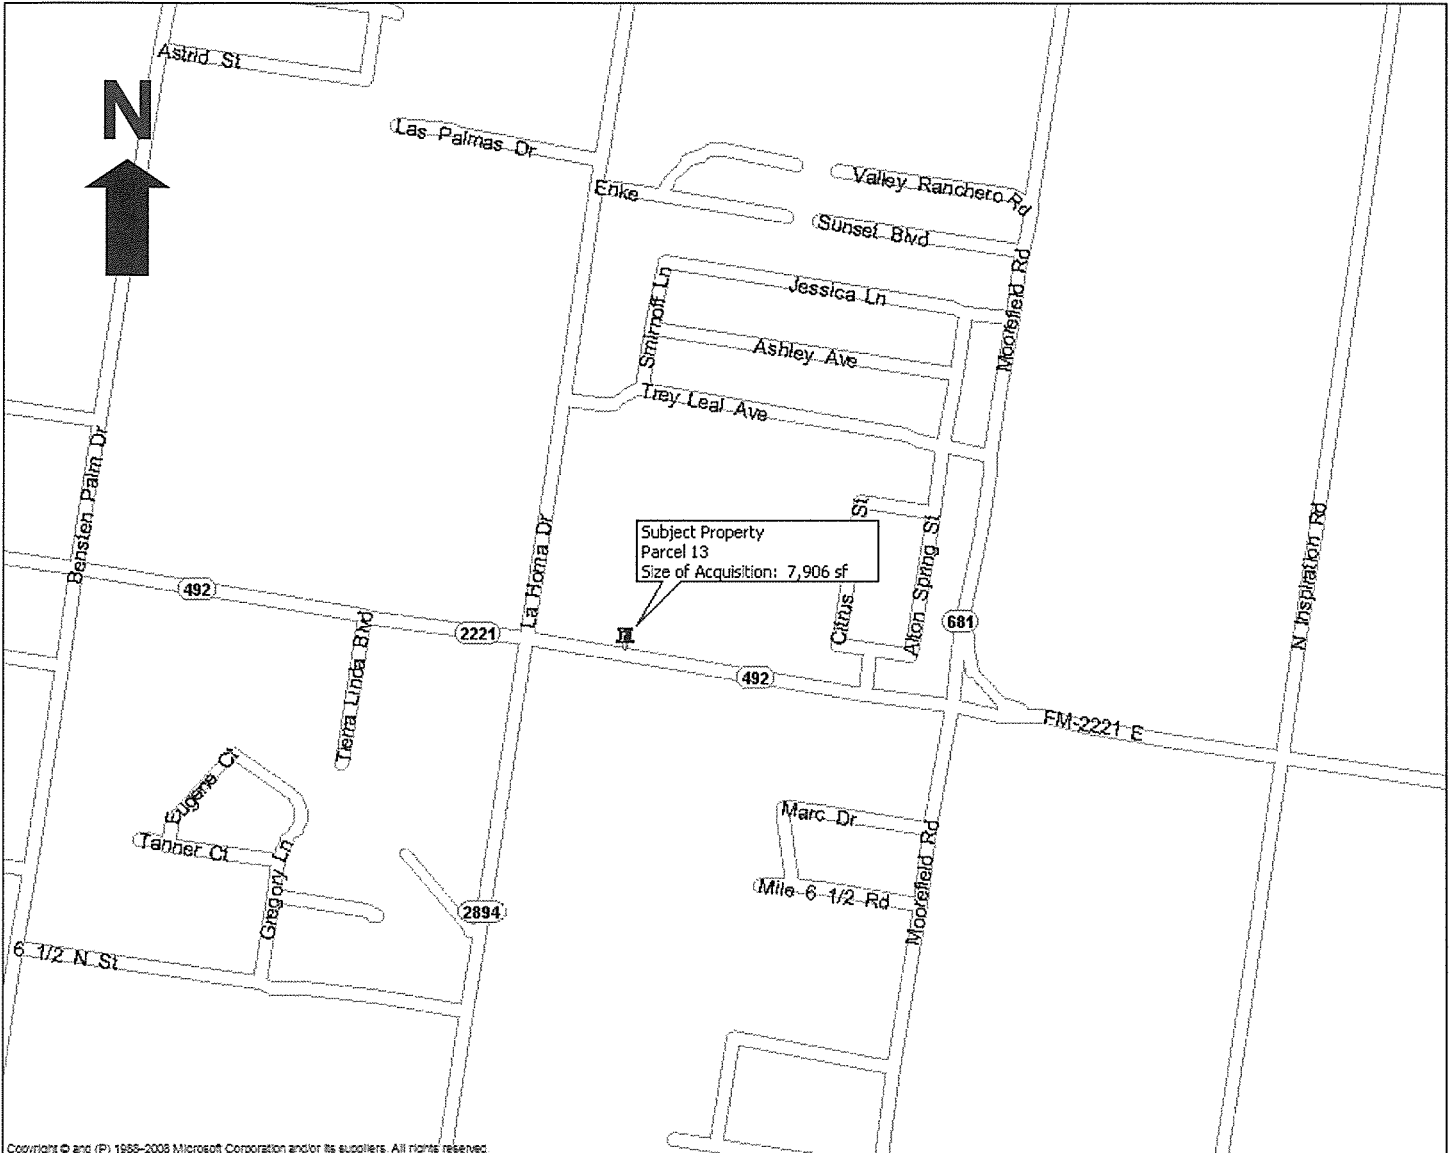 Astrid St
N
Las Palmas Dr
Valley Ranchero Rd
Enke
Sunset Blvd
Jessica Ln
Smirnoff Ln
Moorefield Rd
Ashley Ave
Trey Leal Ave
Bensten Palm Dr
La Homa Dr
Subject Property
Parcel 13
Size of Acquisition: 7,906 sf
Citrus St
Alton Spring St
N Inspiration Rd
492
681
Tierra Linda Blvd
2221
492
FM-2221 E
Eugene Ct
Marc Dr
Tanner Ct
Gregory Ln
Moorefield Rd
Mile 6 1/2 Rd
2894
6 1/2 N St
Copyright © and (P) 1988–2006 Microsoft Corporation and/or its suppliers. All rights reserved.